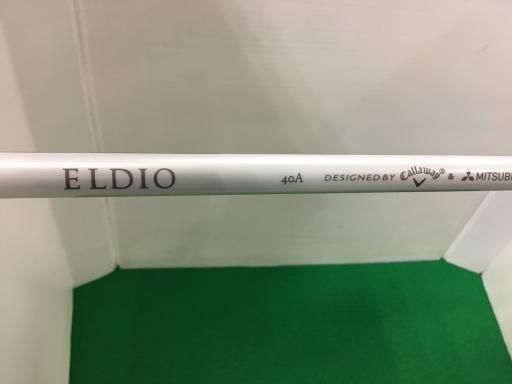 ELDIO 40A DESIGNED BY Callaway® & MITSUBI